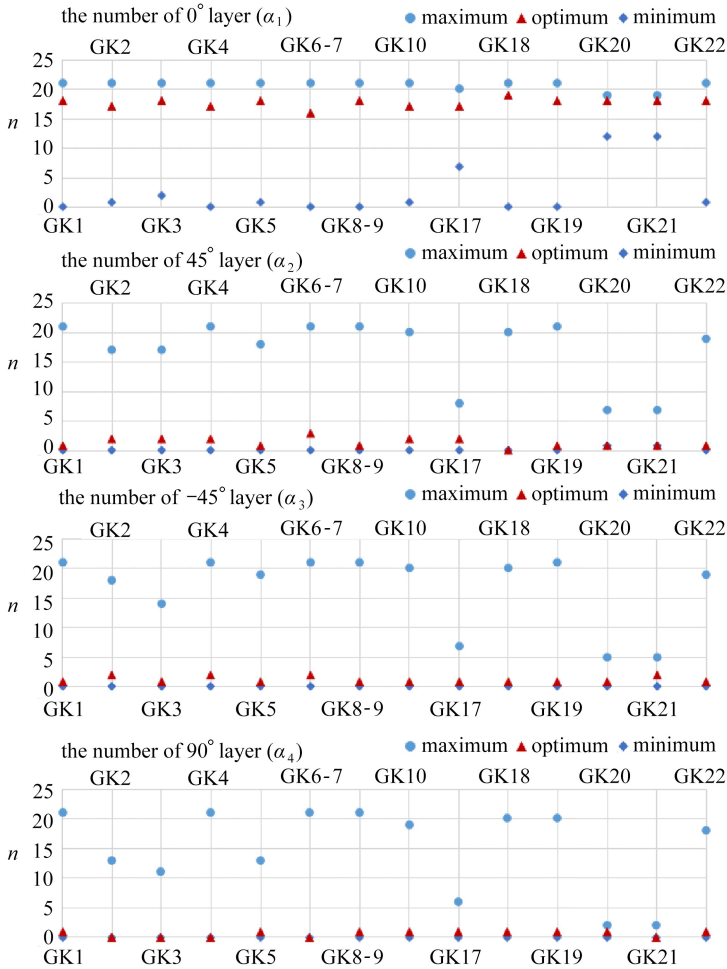 the number of 0° layer (α₁) maximum optimum minimum
GK2 GK4 GK6-7 GK10 GK18 GK20 GK22
25
20
15
n
10
5
0
GK1 GK3 GK5 GK8-9 GK17 GK19 GK21
the number of 45° layer (α₂) maximum optimum minimum
GK2 GK4 GK6-7 GK10 GK18 GK20 GK22
25
20
15
n
10
5
0
GK1 GK3 GK5 GK8-9 GK17 GK19 GK21
the number of −45° layer (α₃) maximum optimum minimum
GK2 GK4 GK6-7 GK10 GK18 GK20 GK22
25
20
15
n
10
5
0
GK1 GK3 GK5 GK8-9 GK17 GK19 GK21
the number of 90° layer (α₄) maximum optimum minimum
GK2 GK4 GK6-7 GK10 GK18 GK20 GK22
25
20
15
n
10
5
0
GK1 GK3 GK5 GK8-9 GK17 GK19 GK21